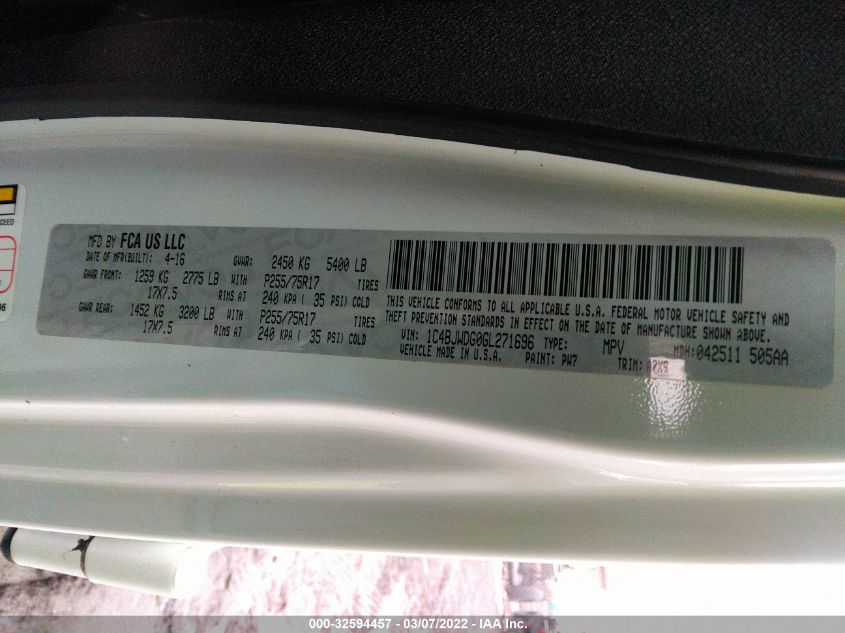 CEED
96
MFD BY FCA US LLC
DATE OF MFR(BUILT): 4-16 GVWR: 2450 KG 5400 LB
GAWR FRONT: 1259 KG 2775 LB WITH P255/75R17 TIRES
17X7.5 RIMS AT 240 KPA ( 35 PSI) COLD
GAWR REAR: 1452 KG 3200 LB WITH P255/75R17 TIRES
17X7.5 RIMS AT 240 KPA ( 35 PSI) COLD
THIS VEHICLE CONFORMS TO ALL APPLICABLE U.S.A. FEDERAL MOTOR VEHICLE SAFETY AND
THEFT PREVENTION STANDARDS IN EFFECT ON THE DATE OF MANUFACTURE SHOWN ABOVE.
VIN: 1C4BJWDG0GL271696 TYPE: MPV MDH:042511 505AA
VEHICLE MADE IN U.S.A. PAINT: PW7 TRIM:
000-32594457 - 03/07/2022 - © IAA Inc.